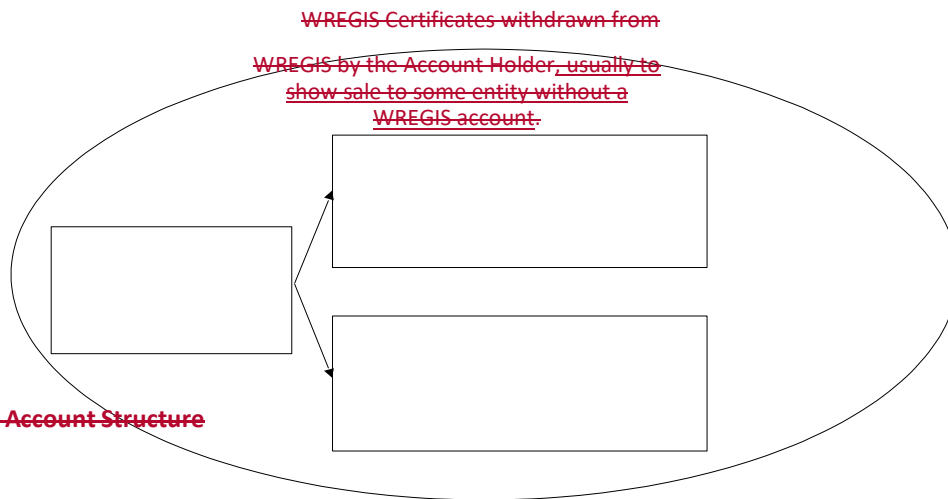 WREGIS Certificates withdrawn from
WREGIS by the Account Holder, usually to
show sale to some entity without a
WREGIS account.
Account Structure